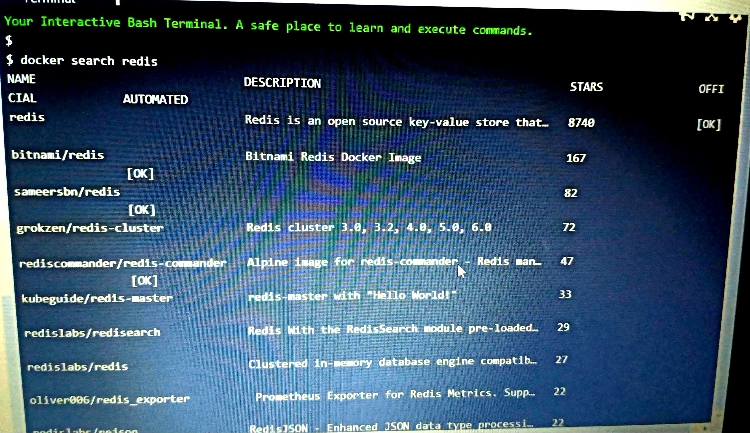 Terminal
Your Interactive Bash Terminal. A safe place to learn and execute commands.
$
$ docker search redis
NAME DESCRIPTION STARS OFFI
CIAL AUTOMATED
redis Redis is an open source key-value store that… 8740 [OK]
bitnami/redis Bitnami Redis Docker Image 167
[OK]
sameersbn/redis 82
[OK]
grokzen/redis-cluster Redis cluster 3.0, 3.2, 4.0, 5.0, 6.0 72
rediscommander/redis-commander Alpine image for redis-commander - Redis man… 47
[OK]
kubeguide/redis-master redis-master with "Hello World!" 33
redislabs/redisearch Redis With the RedisSearch module pre-loaded… 29
redislabs/redis Clustered in-memory database engine compatib… 27
oliver006/redis_exporter Prometheus Exporter for Redis Metrics. Supp… 22
redislabs/rejson RedisJSON - Enhanced JSON data type processi… 22